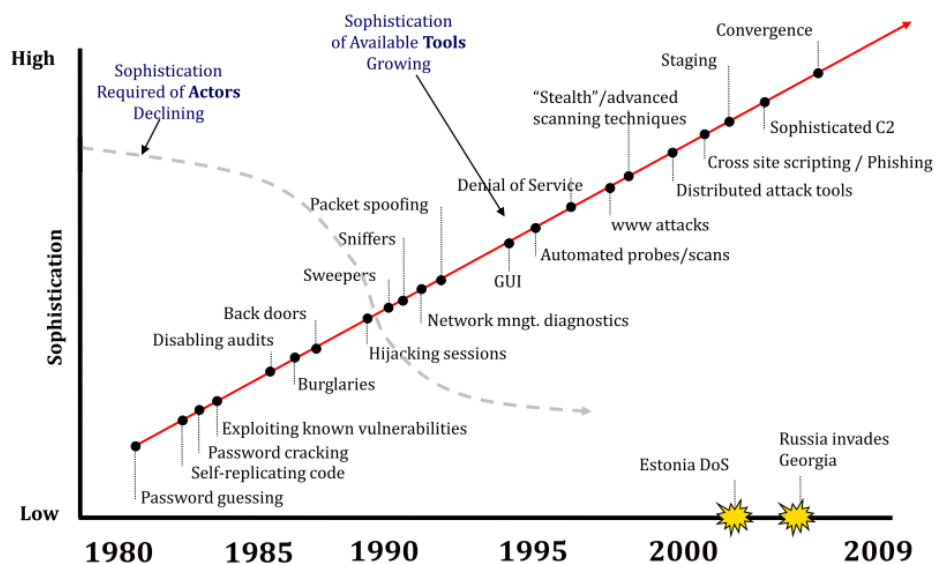 Sophistication
of Available Tools
Growing
Convergence
High
Staging
Sophistication
Required of Actors
Declining
“Stealth”/advanced
scanning techniques
Sophisticated C2
Cross site scripting / Phishing
Denial of Service
Distributed attack tools
Packet spoofing
www attacks
Sniffers
Automated probes/scans
Sweepers
GUI
Back doors
Network mngt. diagnostics
Disabling audits
Hijacking sessions
Burglaries
Sophistication
Exploiting known vulnerabilities
Password cracking
Self-replicating code
Password guessing
Estonia DoS
Russia invades
Georgia
Low
1980 1985 1990 1995 2000 2009